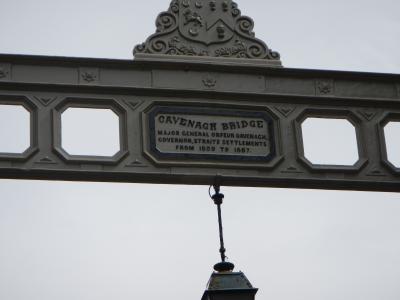 CAVENAGH BRIDGE
MAJOR GENERAL ORFEUR CAVENAGH,
GOVERNOR, STRAITS SETTLEMENTS
FROM 1859 TO 1867.